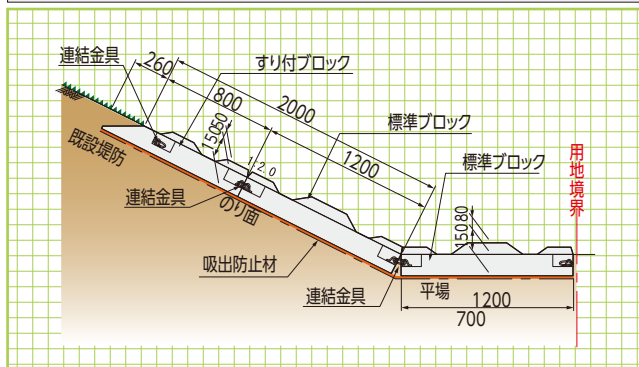 連結金具
260
すり付ブロック
800
2000
標準ブロック
1200
標準ブロック
用地境界
既設堤防
150
50
1:2.0
連結金具
のり面
150
80
吸出防止材
連結金具
平場
1200
700